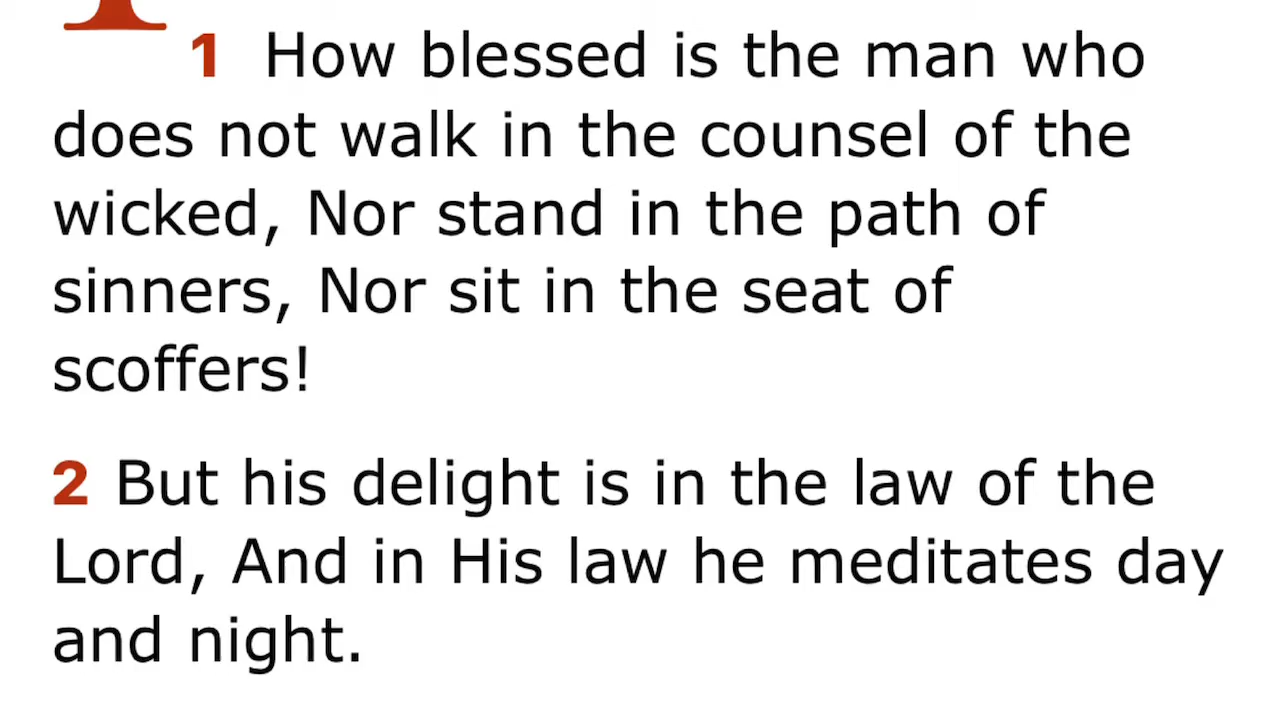 1 How blessed is the man who
does not walk in the counsel of the
wicked, Nor stand in the path of
sinners, Nor sit in the seat of
scoffers!
2 But his delight is in the law of the
Lord, And in His law he meditates day
and night.